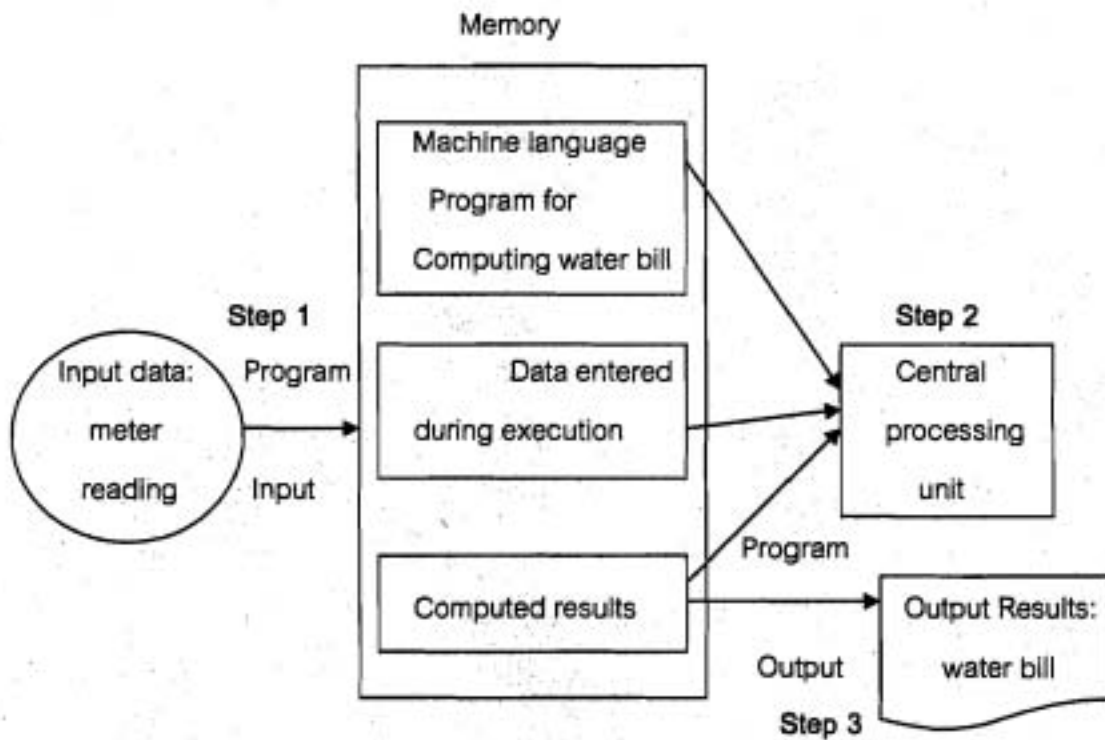 Memory
Machine language
Program for
Computing water bill
Step 1
Input data:
meter
reading
Program
Input
Data entered
during execution
Step 2
Central
processing
unit
Computed results
Program
Output
Step 3
Output Results:
water bill